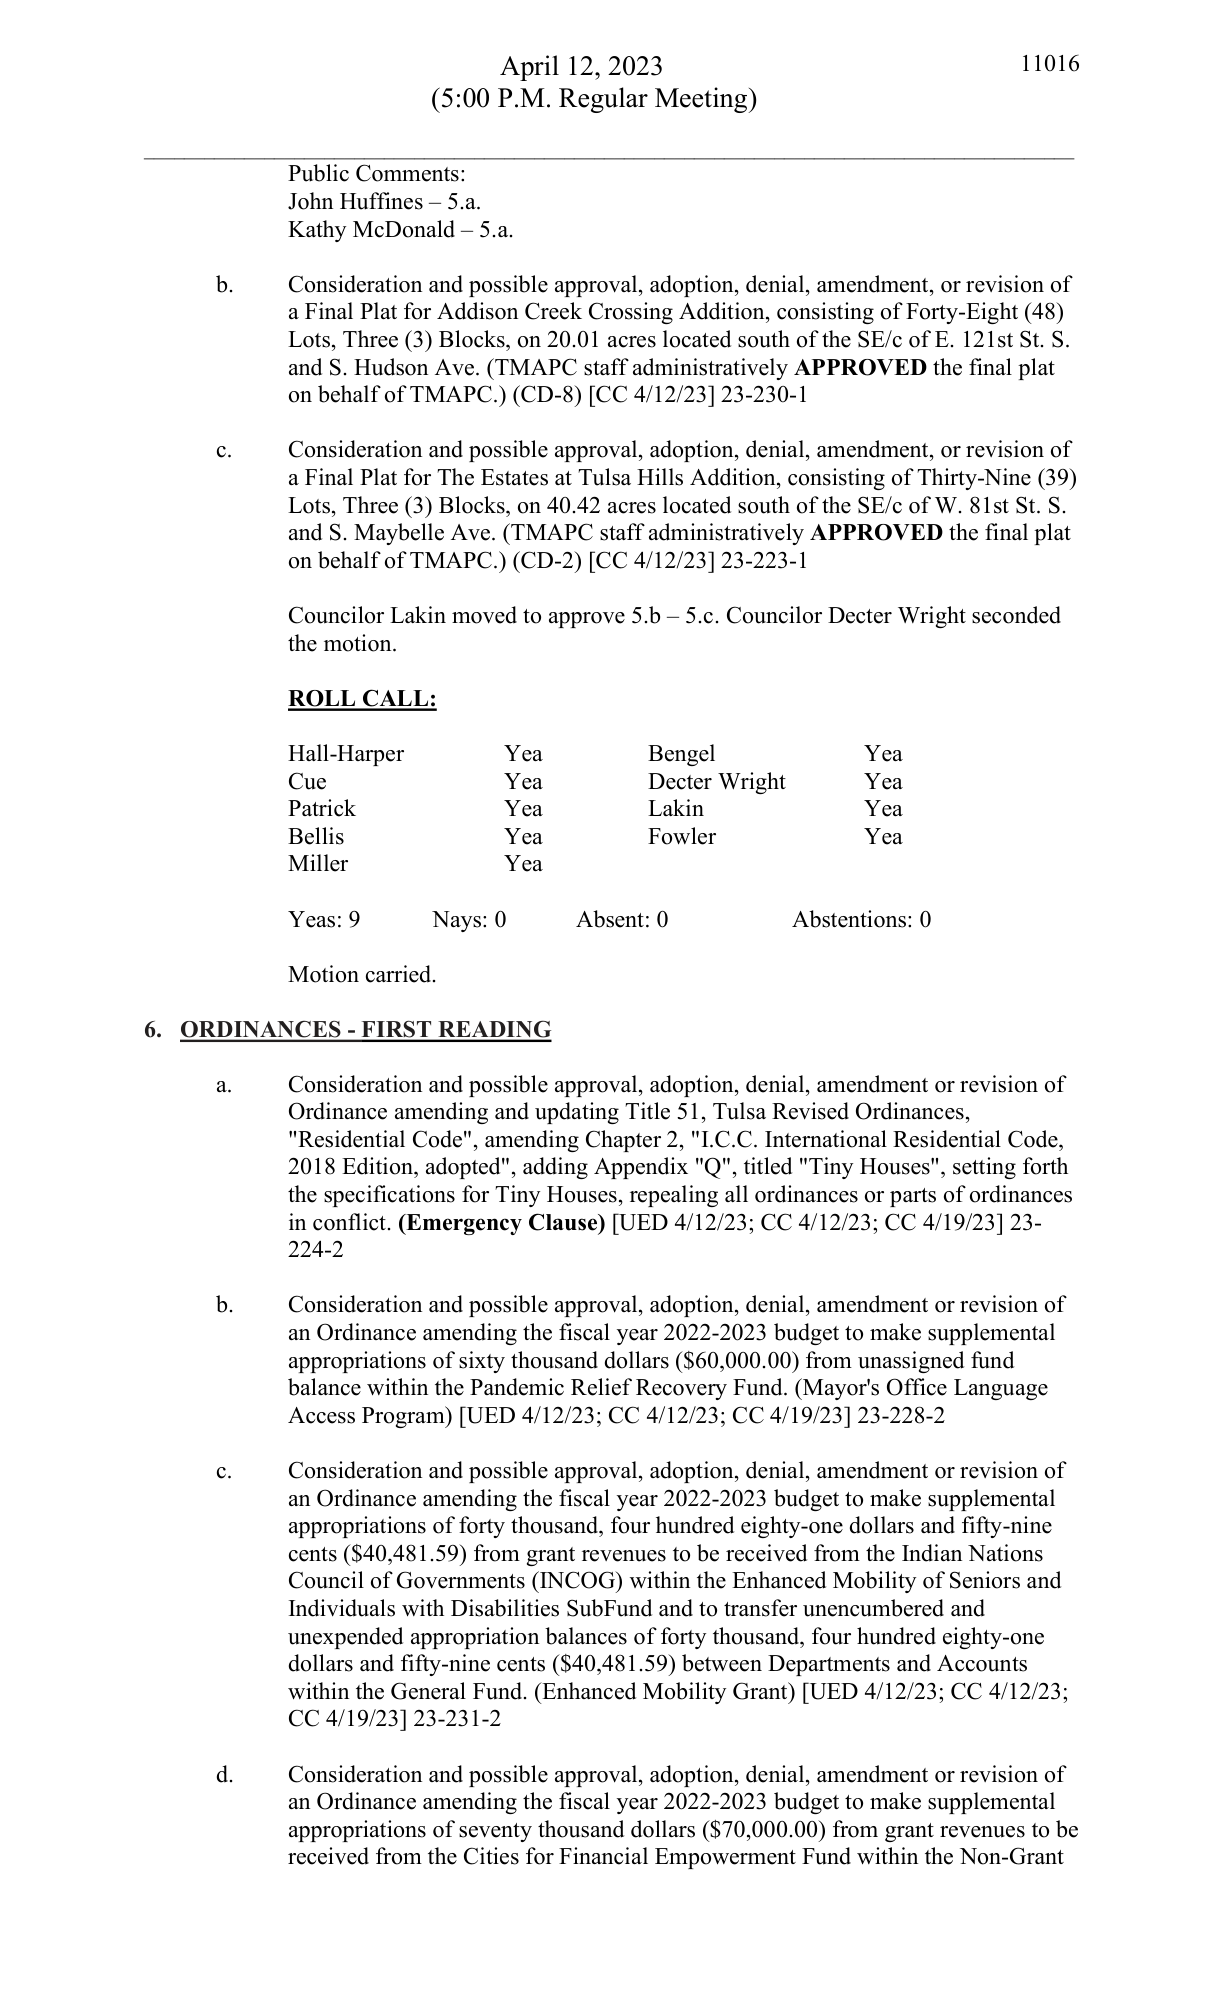 April 12, 2023
11016
(5:00 P.M. Regular Meeting)
Public Comments:
John Huffines – 5.a.
Kathy McDonald – 5.a.
b. Consideration and possible approval, adoption, denial, amendment, or revision of
a Final Plat for Addison Creek Crossing Addition, consisting of Forty-Eight (48)
Lots, Three (3) Blocks, on 20.01 acres located south of the SE/c of E. 121st St. S.
and S. Hudson Ave. (TMAPC staff administratively APPROVED the final plat
on behalf of TMAPC.) (CD-8) [CC 4/12/23] 23-230-1
c. Consideration and possible approval, adoption, denial, amendment, or revision of
a Final Plat for The Estates at Tulsa Hills Addition, consisting of Thirty-Nine (39)
Lots, Three (3) Blocks, on 40.42 acres located south of the SE/c of W. 81st St. S.
and S. Maybelle Ave. (TMAPC staff administratively APPROVED the final plat
on behalf of TMAPC.) (CD-2) [CC 4/12/23] 23-223-1
Councilor Lakin moved to approve 5.b – 5.c. Councilor Decter Wright seconded
the motion.
ROLL CALL:
Hall-Harper Yea Bengel Yea
Cue Yea Decter Wright Yea
Patrick Yea Lakin Yea
Bellis Yea Fowler Yea
Miller Yea
Yeas: 9 Nays: 0 Absent: 0 Abstentions: 0
Motion carried.
6. ORDINANCES - FIRST READING
a. Consideration and possible approval, adoption, denial, amendment or revision of
Ordinance amending and updating Title 51, Tulsa Revised Ordinances,
"Residential Code", amending Chapter 2, "I.C.C. International Residential Code,
2018 Edition, adopted", adding Appendix "Q", titled "Tiny Houses", setting forth
the specifications for Tiny Houses, repealing all ordinances or parts of ordinances
in conflict. (Emergency Clause) [UED 4/12/23; CC 4/12/23; CC 4/19/23] 23-
224-2
b. Consideration and possible approval, adoption, denial, amendment or revision of
an Ordinance amending the fiscal year 2022-2023 budget to make supplemental
appropriations of sixty thousand dollars ($60,000.00) from unassigned fund
balance within the Pandemic Relief Recovery Fund. (Mayor's Office Language
Access Program) [UED 4/12/23; CC 4/12/23; CC 4/19/23] 23-228-2
c. Consideration and possible approval, adoption, denial, amendment or revision of
an Ordinance amending the fiscal year 2022-2023 budget to make supplemental
appropriations of forty thousand, four hundred eighty-one dollars and fifty-nine
cents ($40,481.59) from grant revenues to be received from the Indian Nations
Council of Governments (INCOG) within the Enhanced Mobility of Seniors and
Individuals with Disabilities SubFund and to transfer unencumbered and
unexpended appropriation balances of forty thousand, four hundred eighty-one
dollars and fifty-nine cents ($40,481.59) between Departments and Accounts
within the General Fund. (Enhanced Mobility Grant) [UED 4/12/23; CC 4/12/23;
CC 4/19/23] 23-231-2
d. Consideration and possible approval, adoption, denial, amendment or revision of
an Ordinance amending the fiscal year 2022-2023 budget to make supplemental
appropriations of seventy thousand dollars ($70,000.00) from grant revenues to be
received from the Cities for Financial Empowerment Fund within the Non-Grant